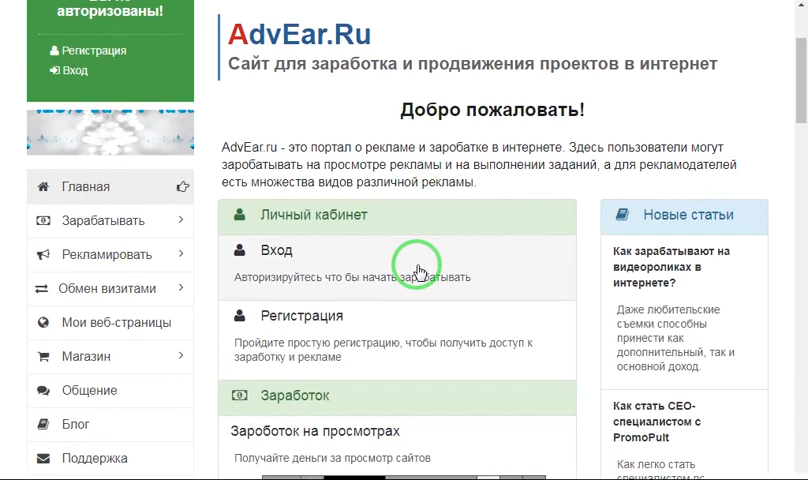 авторизованы!
Регистрация
Вход
Главная
Зарабатывать
Рекламировать
Обмен визитами
Мои веб-страницы
Магазин
Общение
Блог
Поддержка
AdvEar.Ru
Сайт для заработка и продвижения проектов в интернет
Добро пожаловать!
AdvEar.ru - это портал о рекламе и заробатке в интернете. Здесь пользователи могут
зарабатывать на просмотре рекламы и на выполнении заданий, а для рекламодателей
есть множества видов различной рекламы.
Личный кабинет
Вход
Авторизируйтесь что бы начать зарабатывать
Регистрация
Пройдите простую регистрацию, чтобы получить доступ к
заработку и рекламе
Заработок
Зароботок на просмотрах
Получайте деньги за просмотр сайтов
Новые статьи
Как зарабатывают на
видеороликах в
интернете?
Даже любительские
съемки способны
принести как
дополнительный, так и
основной доход.
Как стать СЕО-
специалистом с
PromoPult
Как легко стать